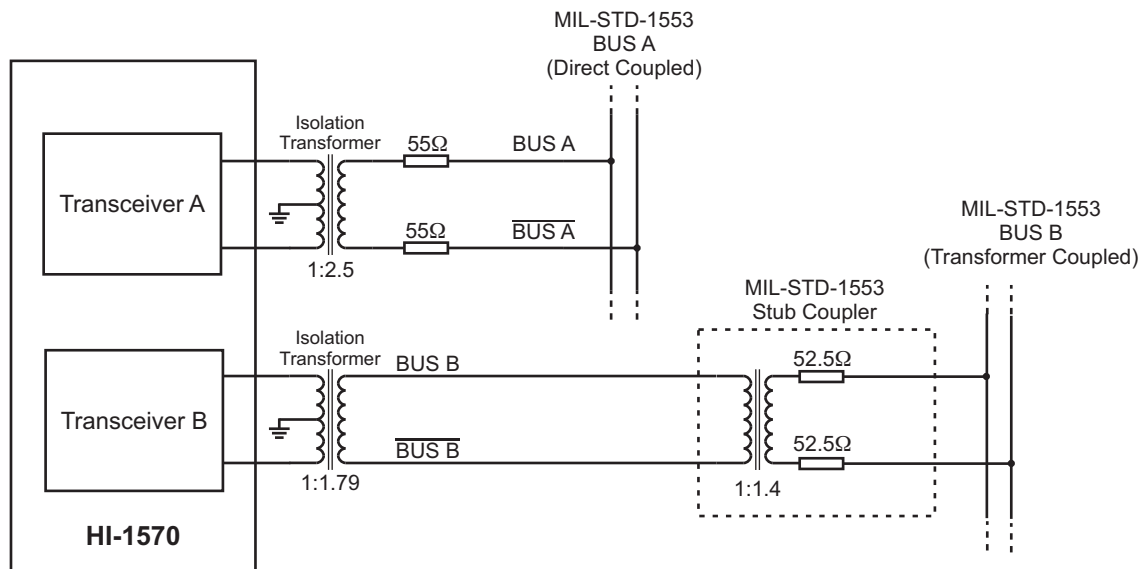 MIL-STD-1553
BUS A
(Direct Coupled)
Isolation
Transformer
55Ω
BUS A
Transceiver A
55Ω
BUS A
1:2.5
MIL-STD-1553
BUS B
(Transformer Coupled)
MIL-STD-1553
Stub Coupler
Isolation
Transformer
BUS B
52.5Ω
Transceiver B
BUS B
52.5Ω
1:1.79
1:1.4
HI-1570